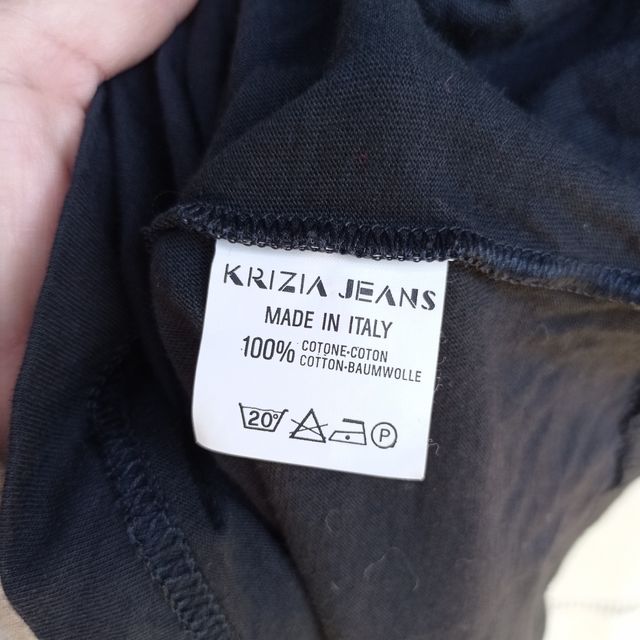 KRIZIA JEANS
MADE IN ITALY
100% COTONE-COTON
COTTON-BAUMWOLLE
20° P